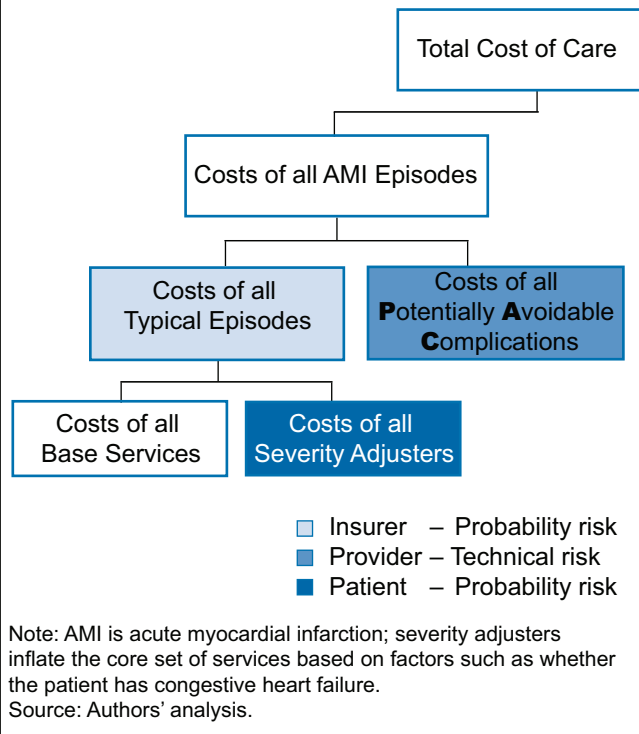 Total Cost of Care
Costs of all AMI Episodes
Costs of all
Typical Episodes
Costs of all
Potentially Avoidable
Complications
Costs of all
Base Services
Costs of all
Severity Adjusters
Insurer – Probability risk
Provider – Technical risk
Patient – Probability risk
Note: AMI is acute myocardial infarction; severity adjusters
inflate the core set of services based on factors such as whether
the patient has congestive heart failure.
Source: Authors' analysis.